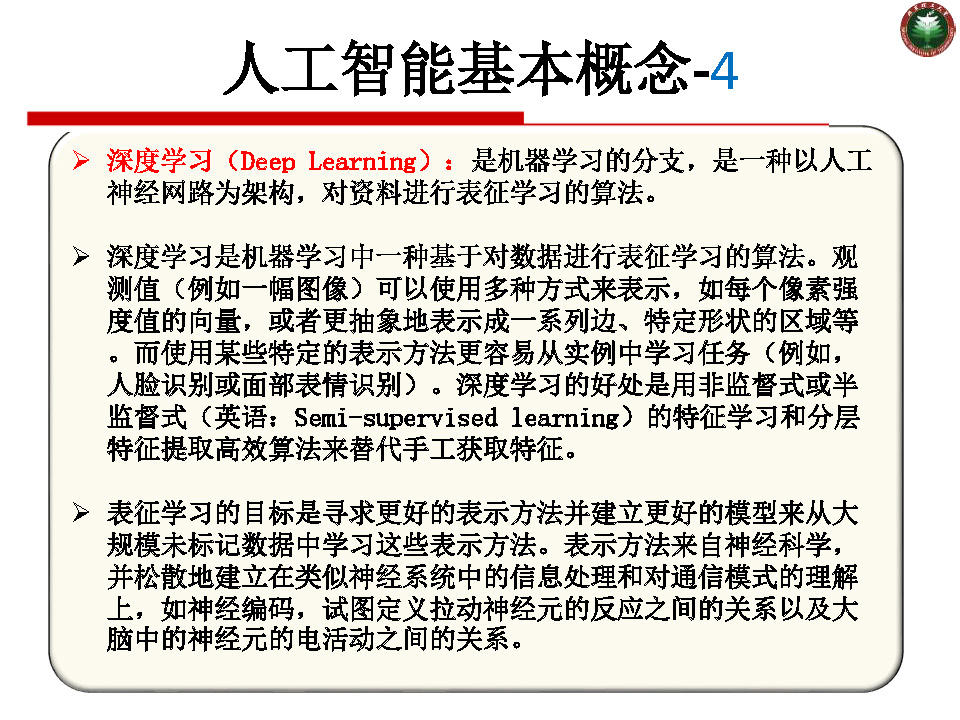 人工智能基本概念-4
➢ 深度学习（Deep Learning）：是机器学习的分支，是一种以人工
神经网路为架构，对资料进行表征学习的算法。
➢ 深度学习是机器学习中一种基于对数据进行表征学习的算法。观
测值（例如一幅图像）可以使用多种方式来表示，如每个像素强
度值的向量，或者更抽象地表示成一系列边、特定形状的区域等
。而使用某些特定的表示方法更容易从实例中学习任务（例如，
人脸识别或面部表情识别）。深度学习的好处是用非监督式或半
监督式（英语：Semi-supervised learning）的特征学习和分层
特征提取高效算法来替代手工获取特征。
➢ 表征学习的目标是寻求更好的表示方法并建立更好的模型来从大
规模未标记数据中学习这些表示方法。表示方法来自神经科学，
并松散地建立在类似神经系统中的信息处理和对通信模式的理解
上，如神经编码，试图定义拉动神经元的反应之间的关系以及大
脑中的神经元的电活动之间的关系。